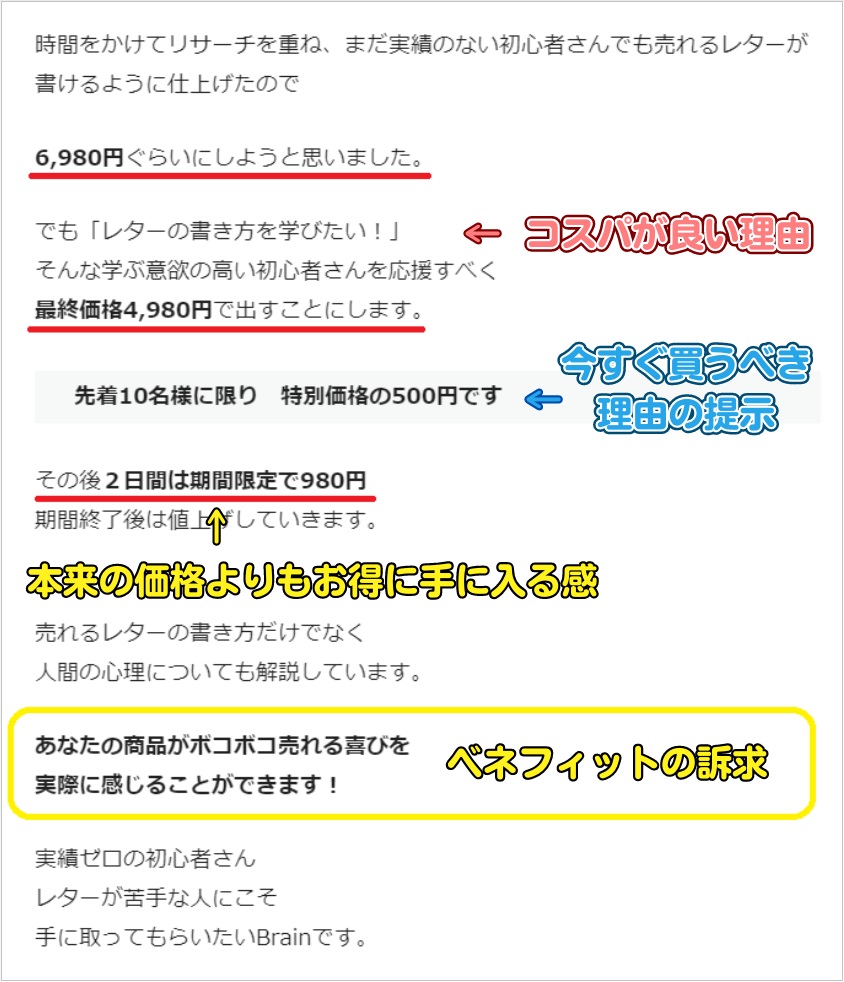 時間をかけてリサーチを重ね、まだ実績のない初心者さんでも売れるレターが
書けるように仕上げたので
6,980円ぐらいにしようと思いました。
でも「レターの書き方を学びたい！」
← コスパが良い理由
そんな学ぶ意欲の高い初心者さんを応援すべく
最終価格4,980円で出すことにします。
先着10名様に限り　特別価格の500円です
← 今すぐ買うべき
理由の提示
その後２日間は期間限定で980円
期間終了後は値上げしていきます。
↑
本来の価格よりもお得に手に入る感
売れるレターの書き方だけでなく
人間の心理についても解説しています。
あなたの商品がボコボコ売れる喜びを
実際に感じることができます！
ベネフィットの訴求
実績ゼロの初心者さん
レターが苦手な人にこそ
手に取ってもらいたいBrainです。